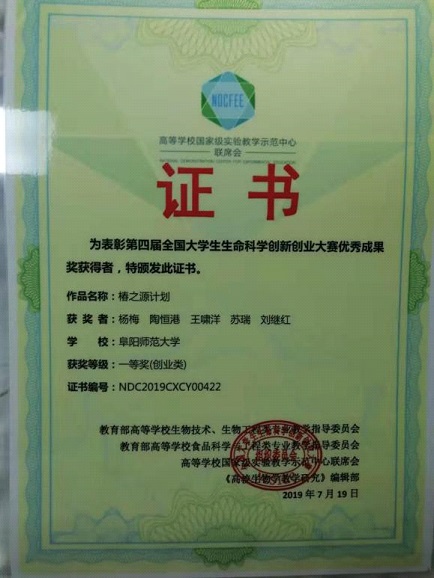 NDCFEE
高等学校国家级实验教学示范中心
联席会
NATIONAL DEMONSTRATION CENTER FOR EXPERIMENTAL EDUCATION
证书
为表彰第四届全国大学生生命科学创新创业大赛优秀成果
奖获得者，特颁发此证书。
作品名称：椿之源计划
获奖者：杨梅 陶恒港 王啸洋 苏瑞 刘继红
学校：阜阳师范大学
获奖等级：一等奖(创业类)
证书编号：NDC2019CXCY00422
教育部高等学校生物技术、生物工程类专业教学指导委员会
教育部高等学校食品科学与工程类专业教学指导委员会
高等学校国家级实验教学示范中心联席会
《高校生物学教学研究》编辑部
2019年7月19日